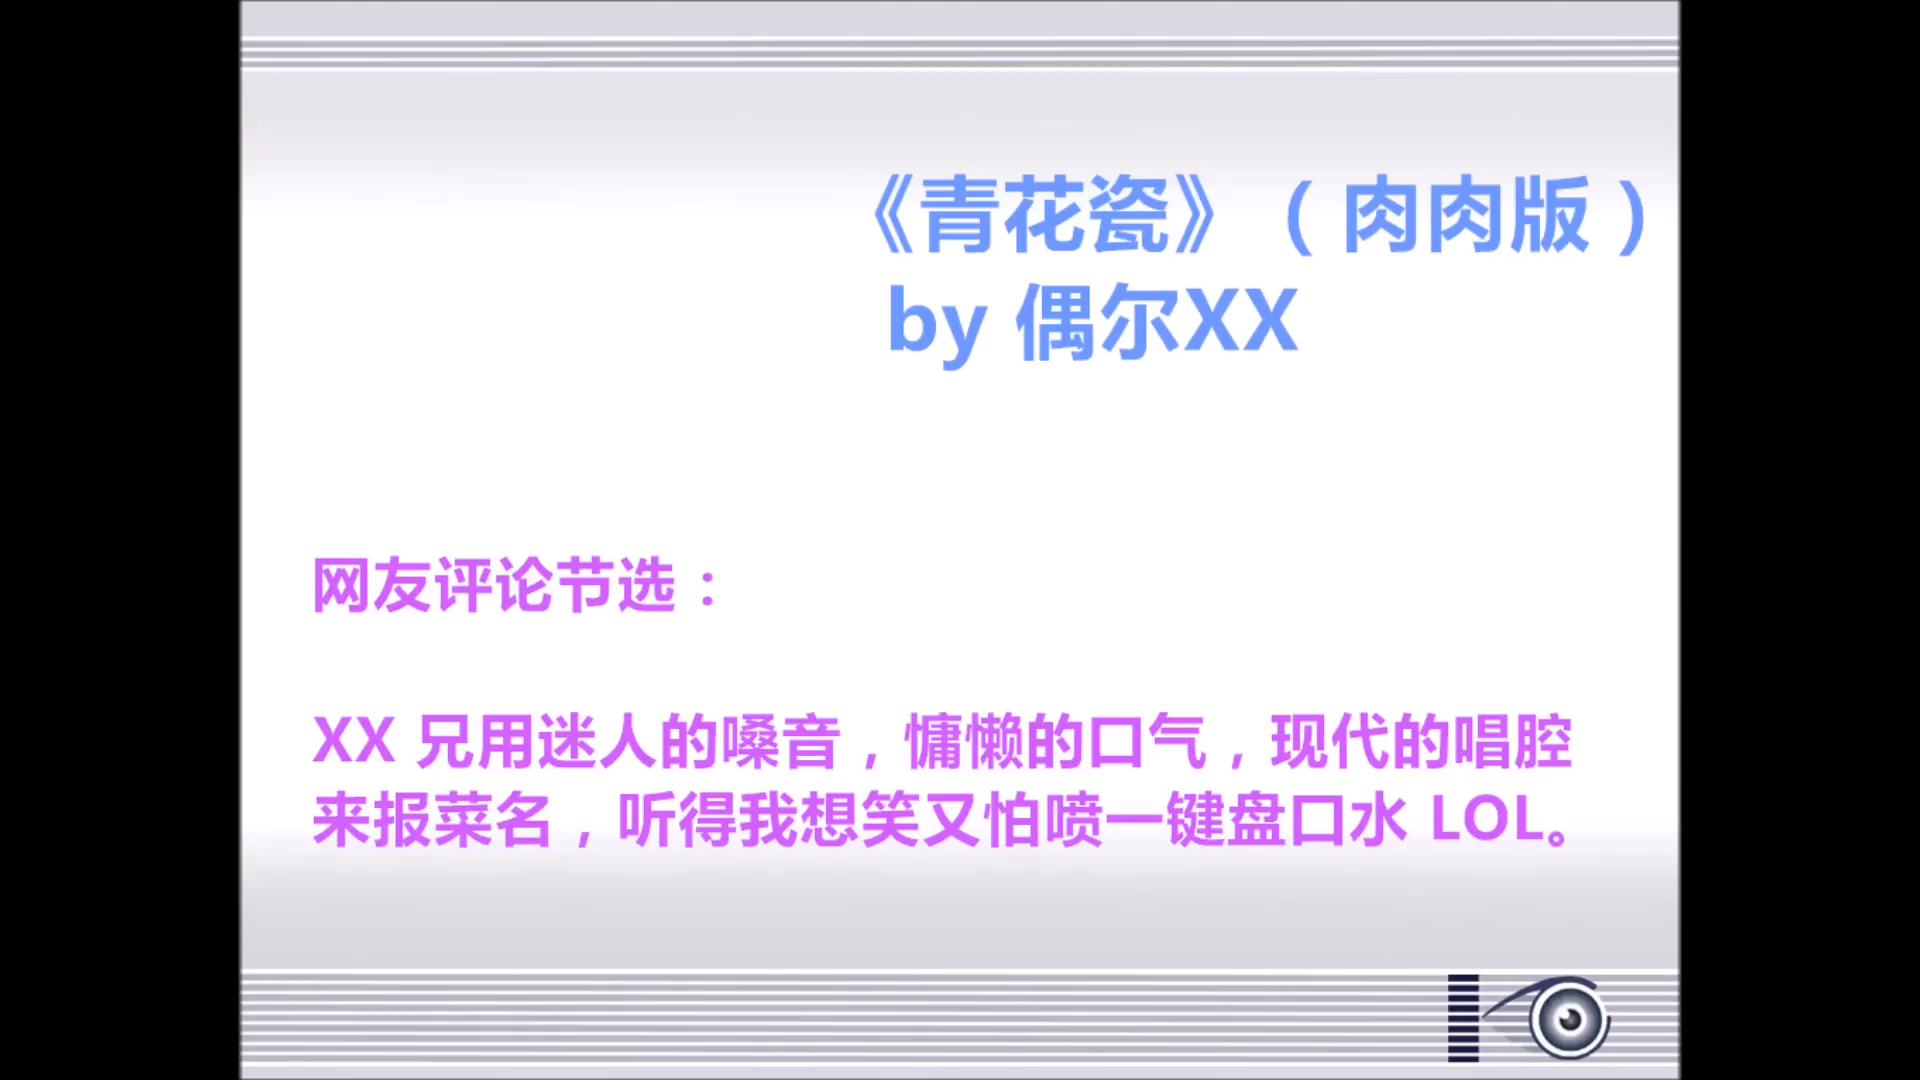 《青花瓷》（肉肉版）
by 偶尔XX
网友评论节选：
XX 兄用迷人的嗓音，慵懒的口气，现代的唱腔
来报菜名，听得我想笑又怕喷一键盘口水 LOL。